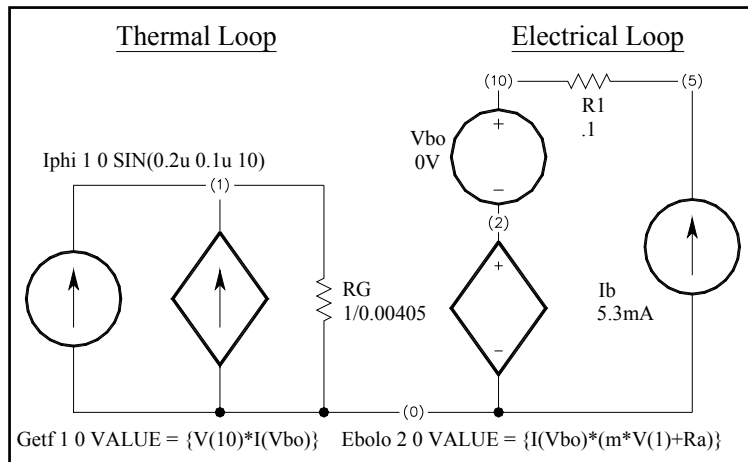 Thermal Loop
Electrical Loop
(10)
(5)
R1
.1
Vbo
0V
+
−
Iphi 1 0 SIN(0.2u 0.1u 10)
(1)
(2)
+
−
RG
1/0.00405
Ib
5.3mA
(0)
Getf 1 0 VALUE = {V(10)*I(Vbo)}
Ebolo 2 0 VALUE = {I(Vbo)*(m*V(1)+Ra)}